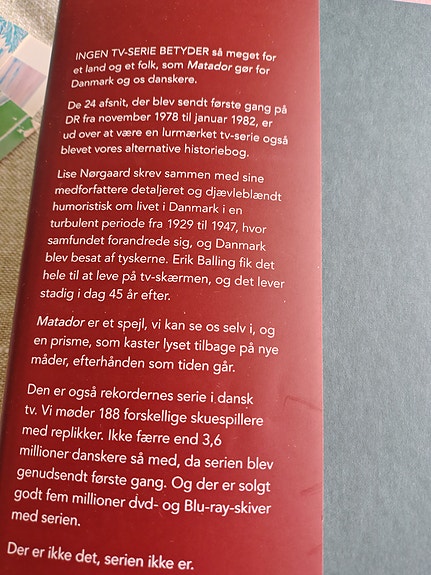 INGEN TV-SERIE BETYDER så meget for
et land og et folk, som Matador gør for
Danmark og os danskere.
De 24 afsnit, der blev sendt første gang på
DR fra november 1978 til januar 1982, er
ud over at være en lurmærket tv-serie også
blevet vores alternative historiebog.
Lise Nørgaard skrev sammen med sine
medforfattere detaljeret og djævleblændt
humoristisk om livet i Danmark i en
turbulent periode fra 1929 til 1947, hvor
samfundet forandrede sig, og Danmark
blev besat af tyskerne. Erik Balling fik det
hele til at leve på tv-skærmen, og det lever
stadig i dag 45 år efter.
Matador er et spejl, vi kan se os selv i, og
en prisme, som kaster lyset tilbage på nye
måder, efterhånden som tiden går.
Den er også rekordernes serie i dansk
tv. Vi møder 188 forskellige skuespillere
med replikker. Ikke færre end 3,6
millioner danskere så med, da serien blev
genudsendt første gang. Og der er solgt
godt fem millioner dvd- og Blu-ray-skiver
med serien.
Der er ikke det, serien ikke er.